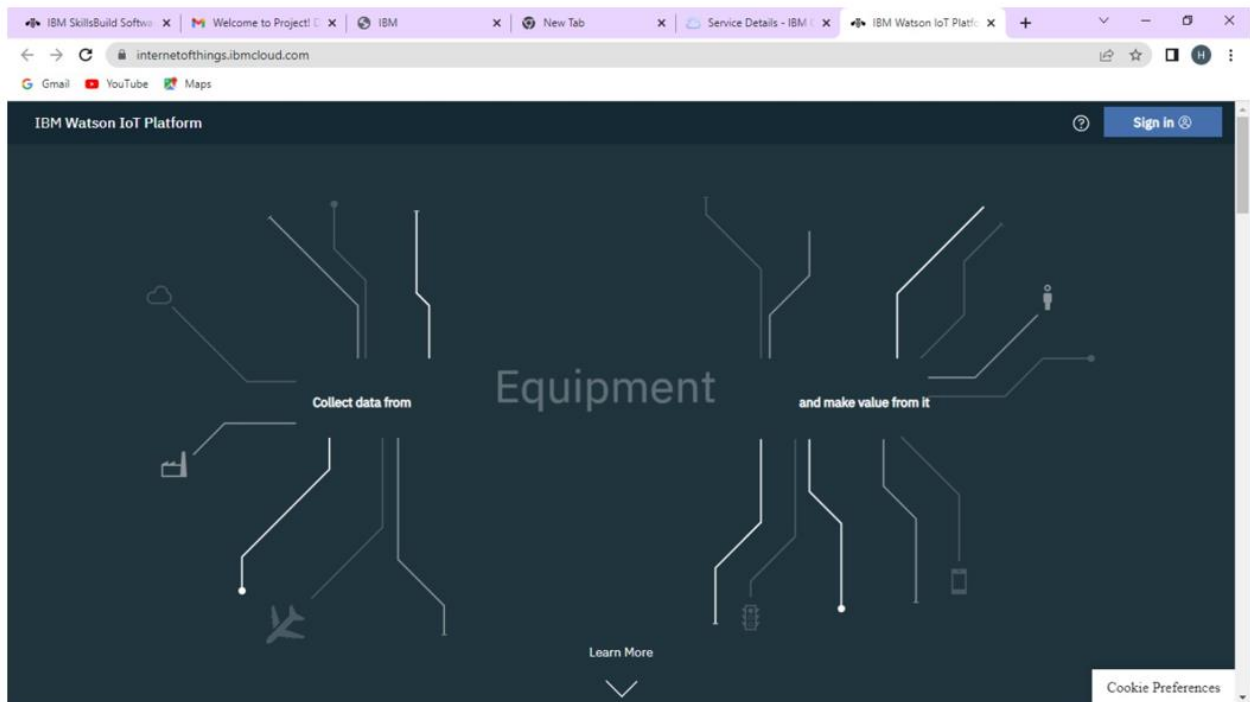 IBM SkillsBuild Softwa
Welcome to Project!
IBM
New Tab
Service Details - IBM
IBM Watson IoT Platfo
internetofthings.ibmcloud.com
H
Gmail
YouTube
Maps
IBM Watson IoT Platform
?
Sign in
Collect data from
Equipment
and make value from it
Learn More
Cookie Preferences